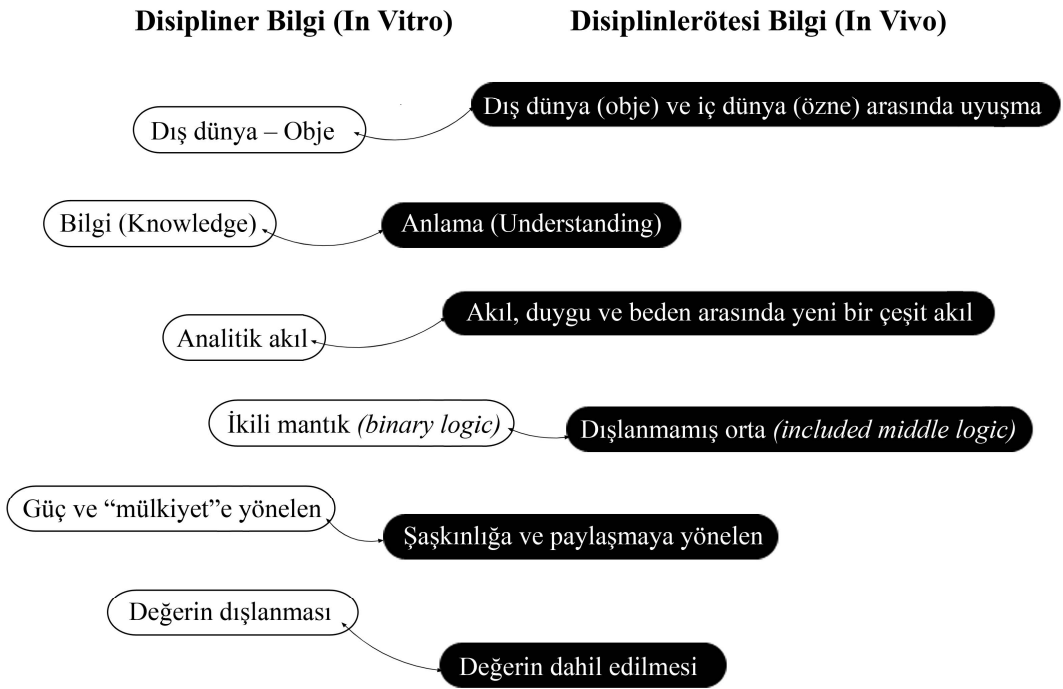 Disipliner Bilgi (In Vitro)
Disiplinlerötesi Bilgi (In Vivo)
Dış dünya – Obje
Dış dünya (obje) ve iç dünya (özne) arasında uyuşma
Bilgi (Knowledge)
Anlama (Understanding)
Analitik akıl
Akıl, duygu ve beden arasında yeni bir çeşit akıl
İkili mantık (binary logic)
Dışlanmamış orta (included middle logic)
Güç ve “mülkiyet”e yönelen
Şaşkınlığa ve paylaşmaya yönelen
Değerin dışlanması
Değerin dahil edilmesi